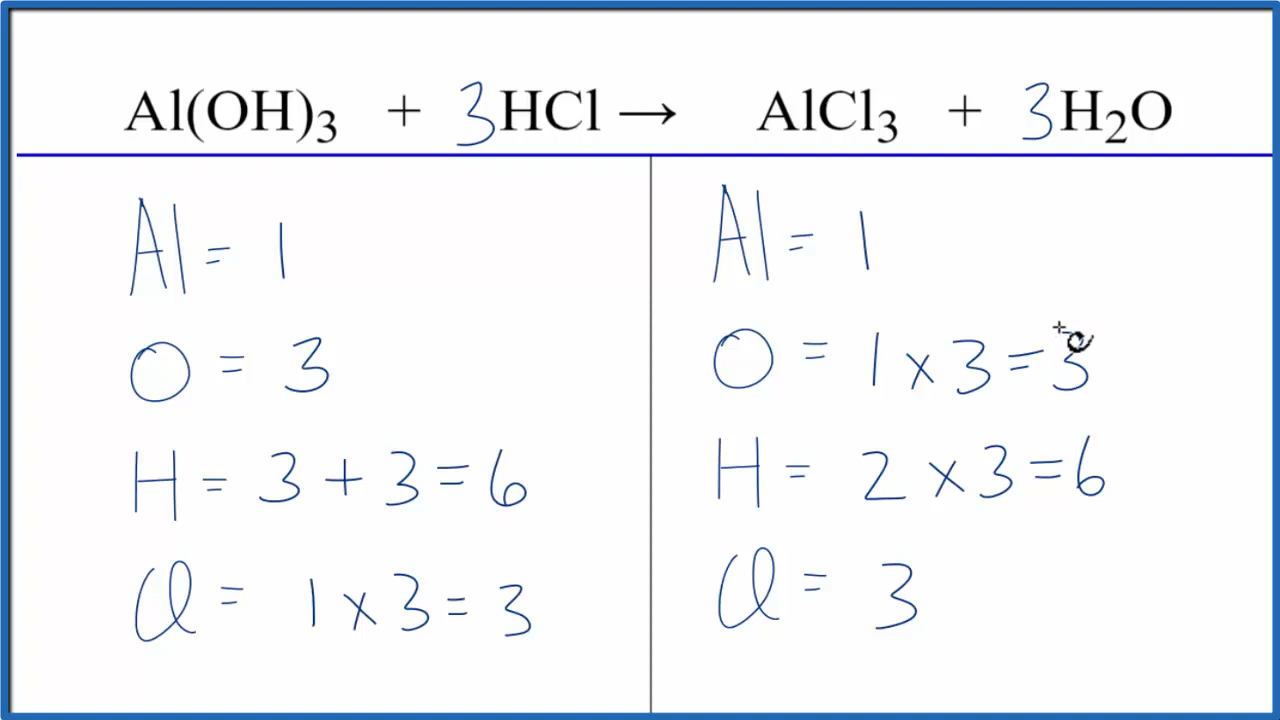 Al(OH)₃ + 3HCl → AlCl₃ + 3H₂O
Al = 1
O = 3
H = 3 + 3 = 6
Cl = 1 x 3 = 3
Al = 1
O = 1 x 3 = 3
H = 2 x 3 = 6
Cl = 3